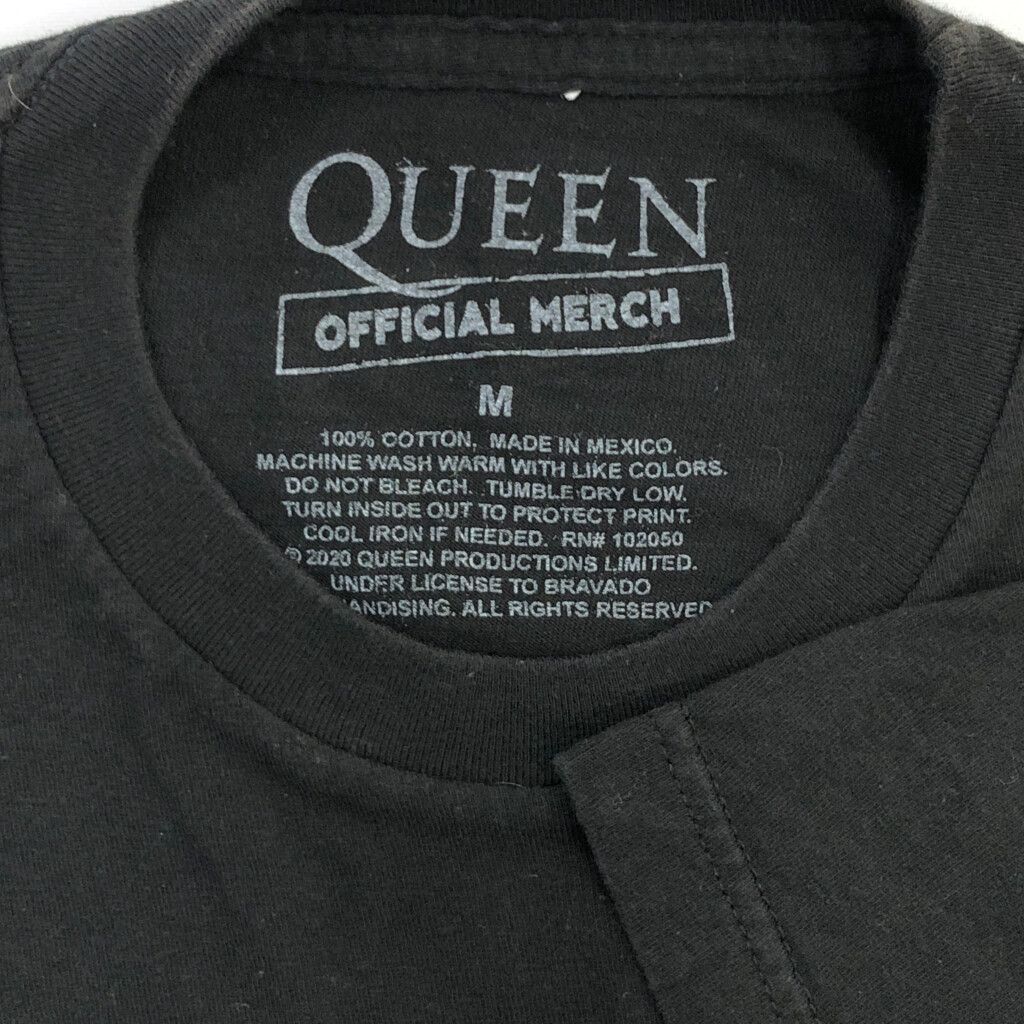 QUEEN
OFFICIAL MERCH
M
100% COTTON. MADE IN MEXICO.
MACHINE WASH WARM WITH LIKE COLORS.
DO NOT BLEACH. TUMBLE DRY LOW.
TURN INSIDE OUT TO PROTECT PRINT.
COOL IRON IF NEEDED. RN# 102050
© 2020 QUEEN PRODUCTIONS LIMITED.
UNDER LICENSE TO BRAVADO
ANDISING. ALL RIGHTS RESERVED